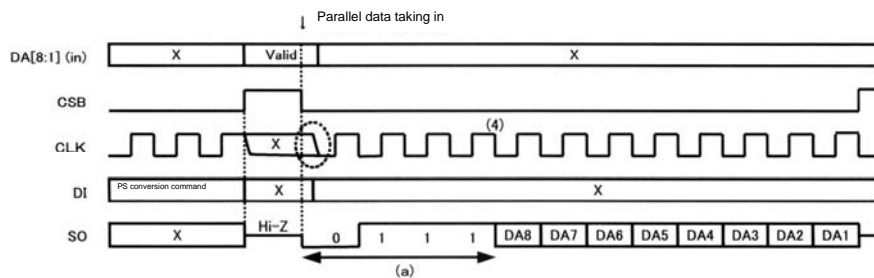 Parallel data taking in
DA[8:1] (in) X Valid X
CSB
CLK X (4)
DI PS conversion command X X
SO X Hi-Z 0 1 1 1 DA8 DA7 DA6 DA5 DA4 DA3 DA2 DA1
(a)